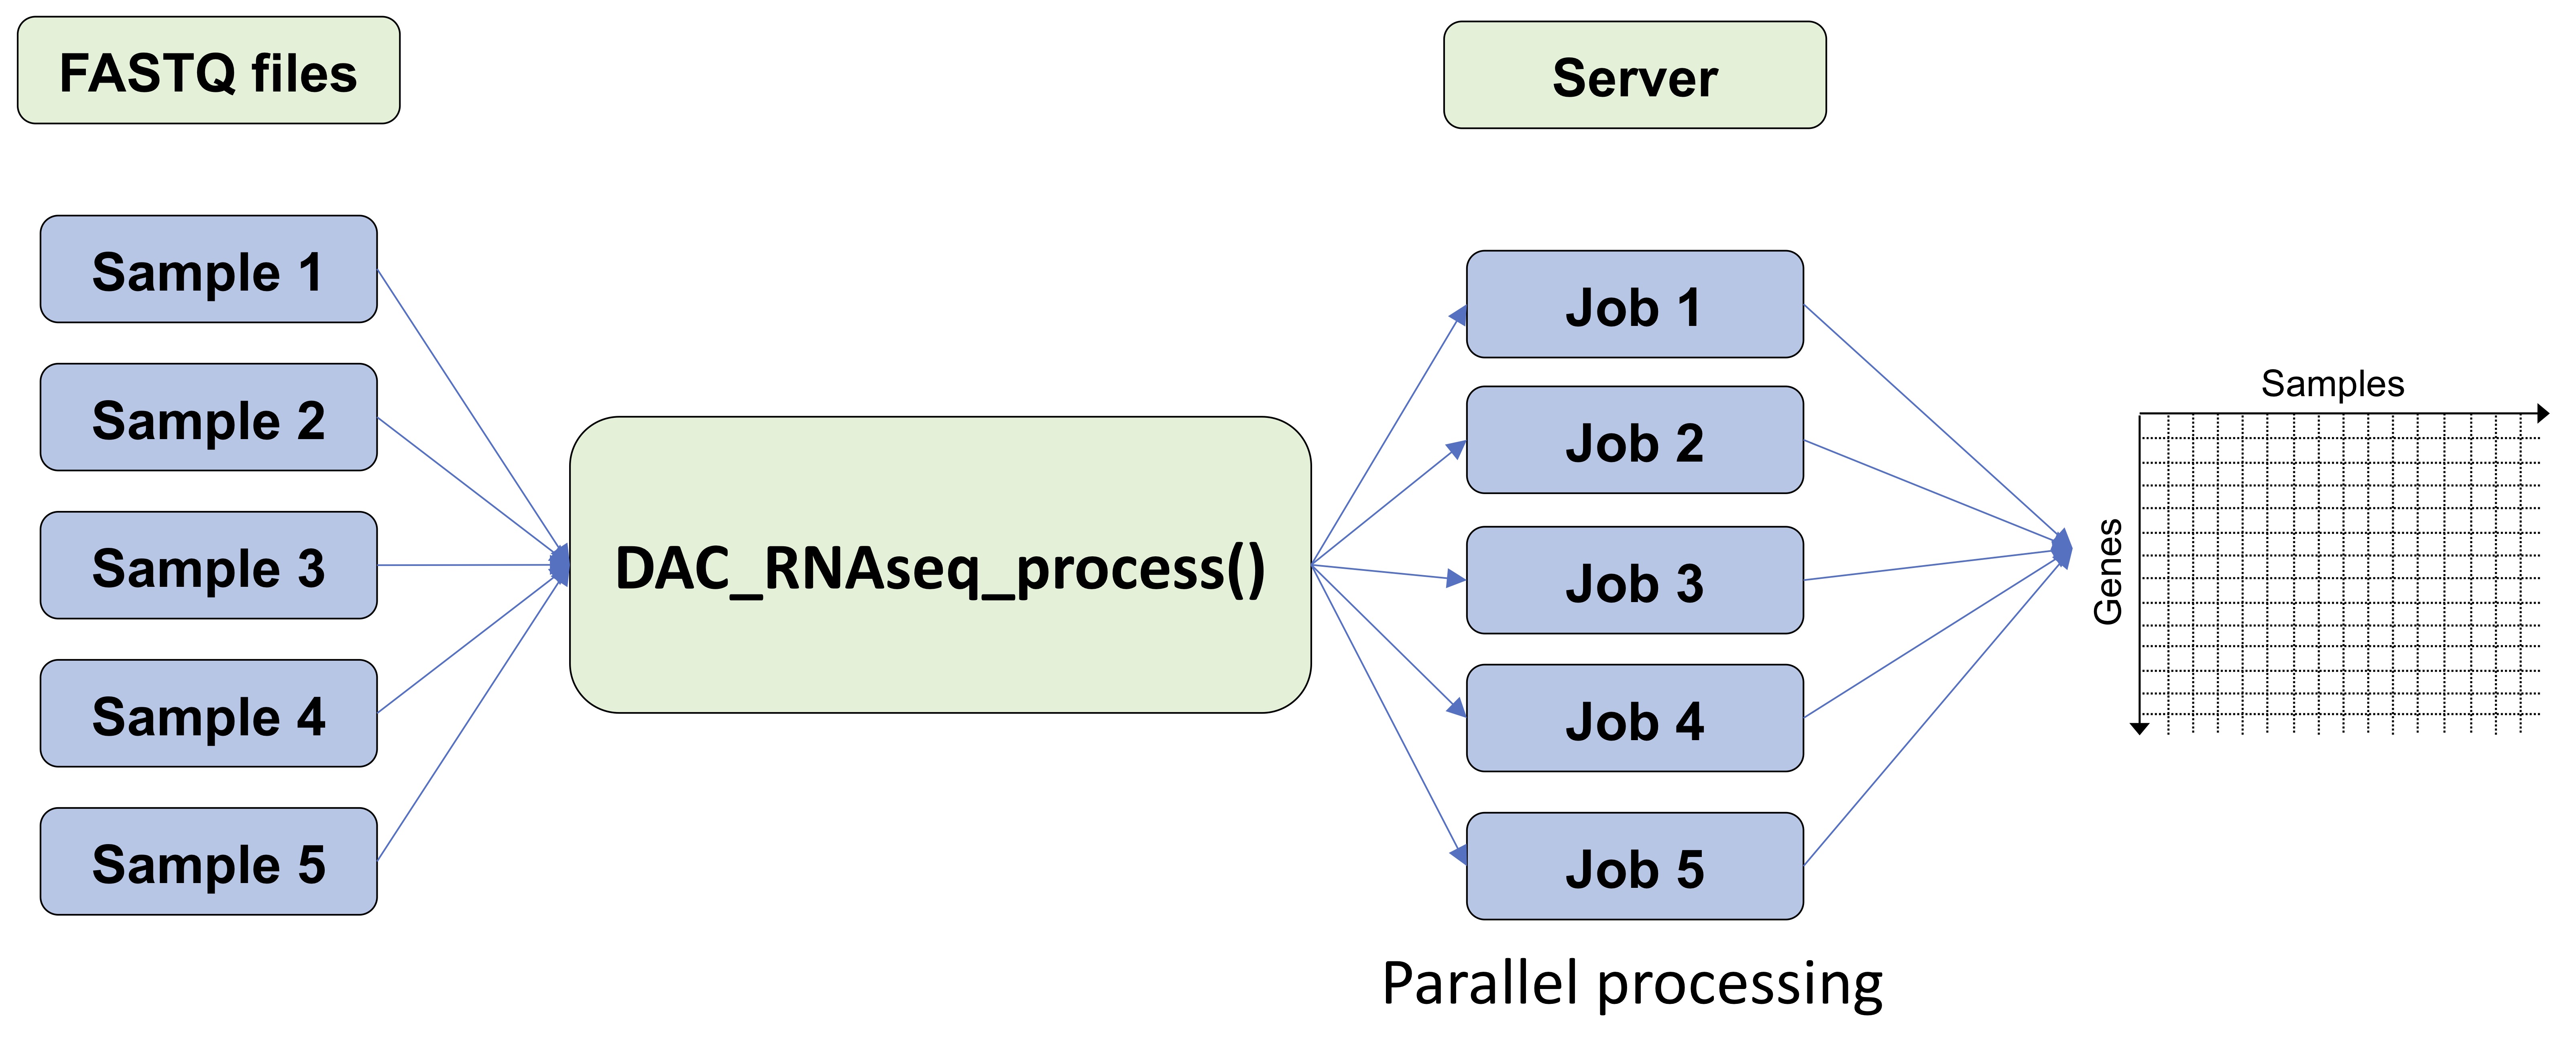 FASTQ files
Server
Sample 1
Sample 2
Sample 3
Sample 4
Sample 5
DAC_RNAseq_process()
Job 1
Job 2
Job 3
Job 4
Job 5
Parallel processing
Samples
Genes